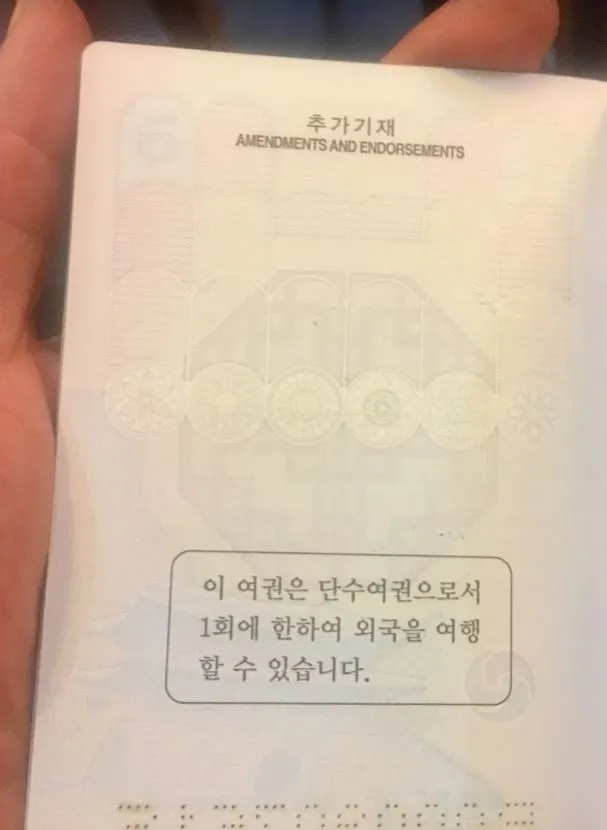 추가기재
AMENDMENTS AND ENDORSEMENTS
이 여권은 단수여권으로서
1회에 한하여 외국을 여행
할 수 있습니다.